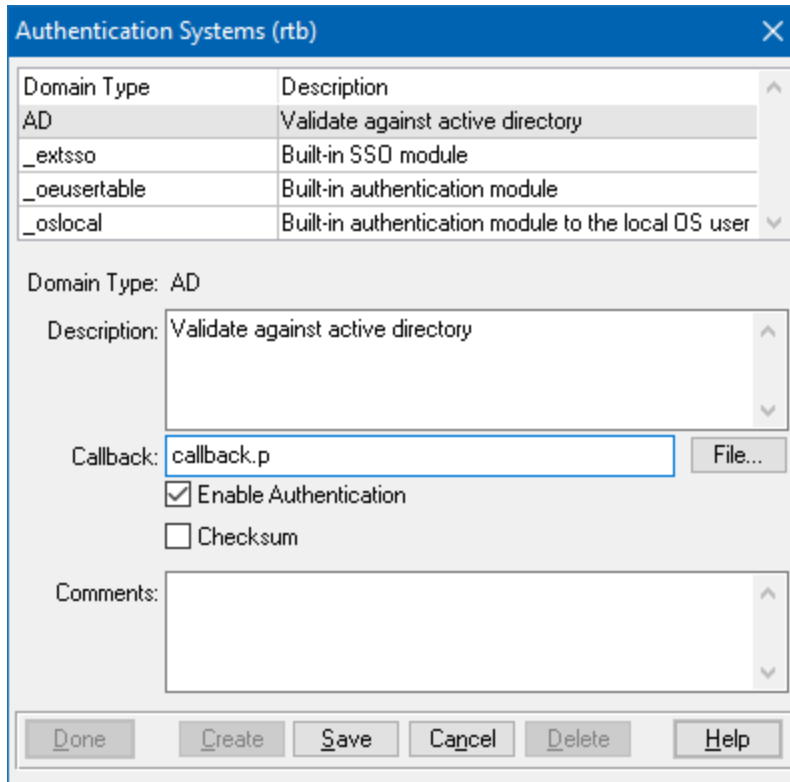 Authentication Systems (rtb)
Domain Type Description
AD Validate against active directory
_extsso Built-in SSO module
_oeusertable Built-in authentication module
_oslocal Built-in authentication module to the local OS user
Domain Type: AD
Description: Validate against active directory
Callback: callback.p File...
Enable Authentication
Checksum
Comments:
Done Create Save Cancel Delete Help